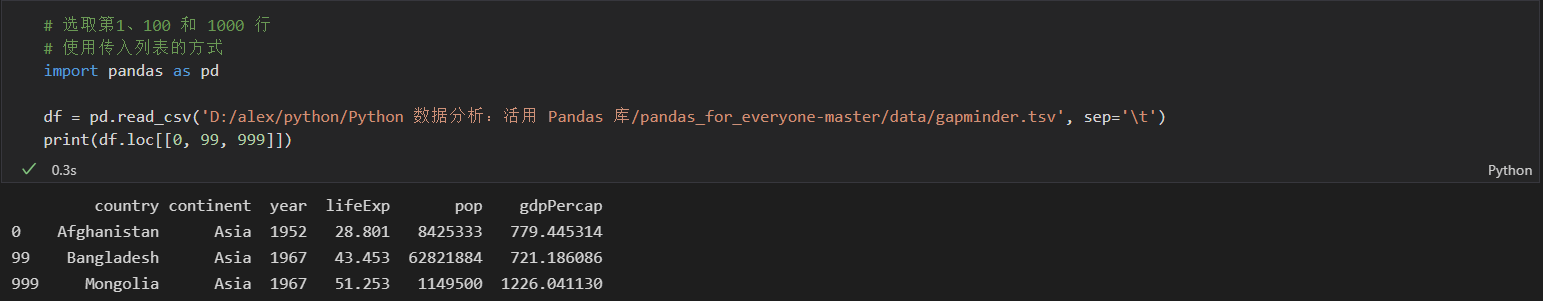 # 选取第1、100 和 1000 行
# 使用传入列表的方式
import pandas as pd
df = pd.read_csv('D:/alex/python/Python 数据分析：活用 Pandas 库/pandas_for_everyone-master/data/gapminder.tsv', sep='\t')
print(df.loc[[0, 99, 999]])
0.3s Python
country continent year lifeExp pop gdpPercap
0 Afghanistan Asia 1952 28.801 8425333 779.445314
99 Bangladesh Asia 1967 43.453 62821884 721.186086
999 Mongolia Asia 1967 51.253 1149500 1226.041130